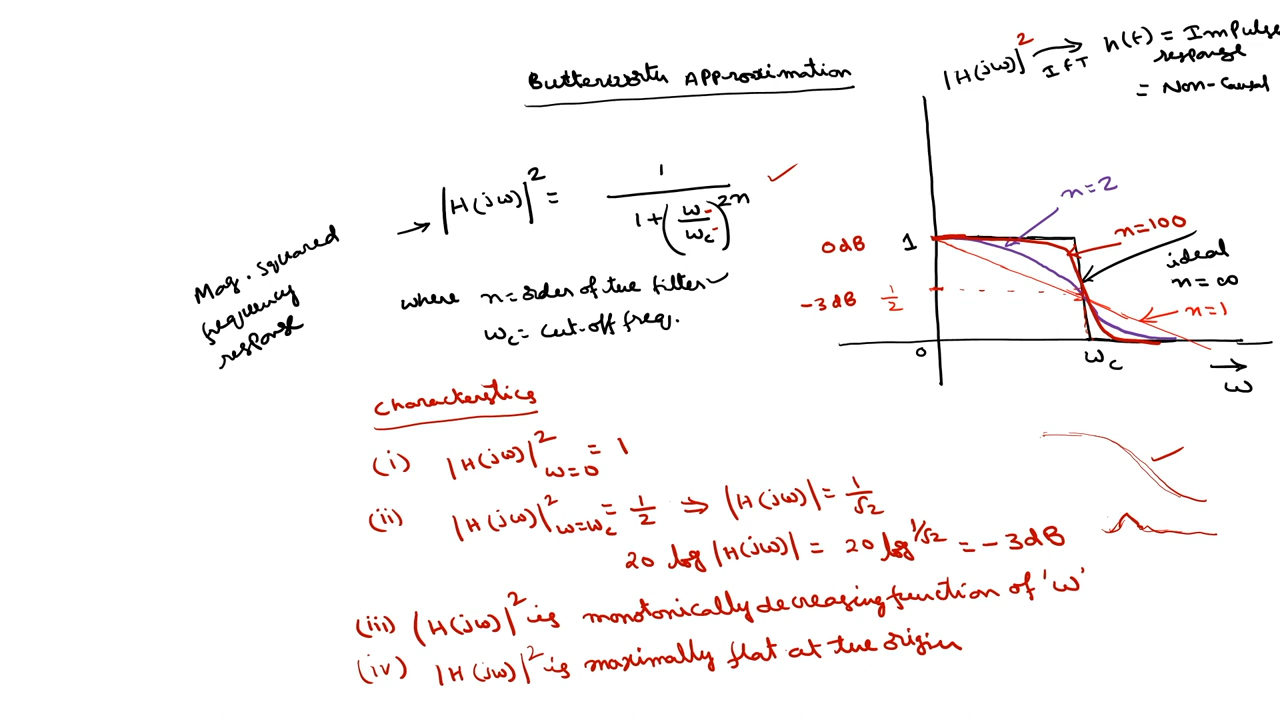 Butterworth Approximation
|H(jω)|² IFT → h(t) = Impulse response
= Non-Causal
Mag. squared frequency response → |H(jω)|² = 1 / (1+(ω/ωc)^2n) ✓
where n = order of the filter ✓
ωc = cut-off freq.
0dB 1
-3dB 1/2
0
ωc
→ ω
n=2
n=100
ideal
n=∞
n=1
Characteristics
(i) |H(jω)|² ω=0 = 1
(ii) |H(jω)|² ω=ωc = 1/2 ⇒ |H(jω)| = 1/√2
20 log |H(jω)| = 20 log 1/√2 = -3dB
(iii) |H(jω)|² is monotonically decreasing function of 'ω'
(iv) |H(jω)|² is maximally flat at the origin